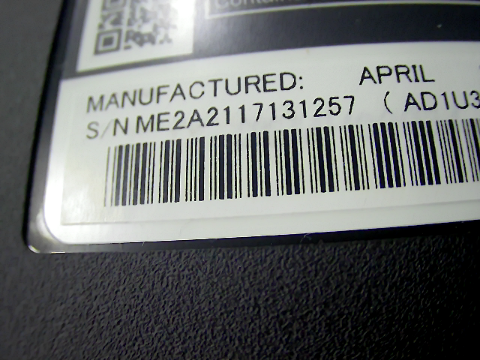 MANUFACTURED: APRIL
S/N ME2A2117131257 ( AD1U3